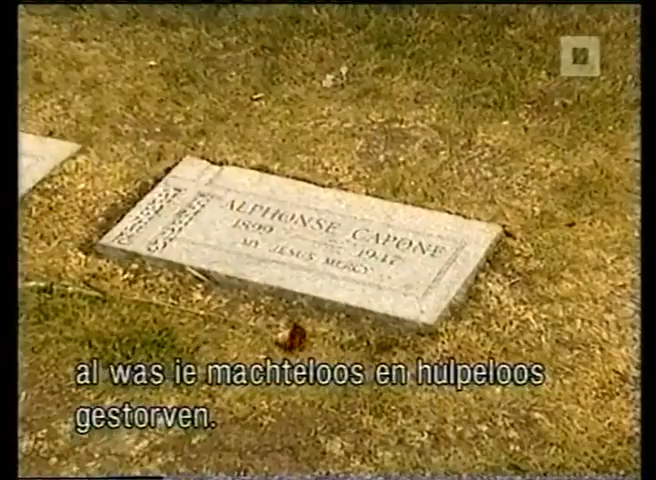 ALPHONSE CAPONE
1899 1947
MY JESUS MERCY
al was ie machteloos en hulpeloos
gestorven.